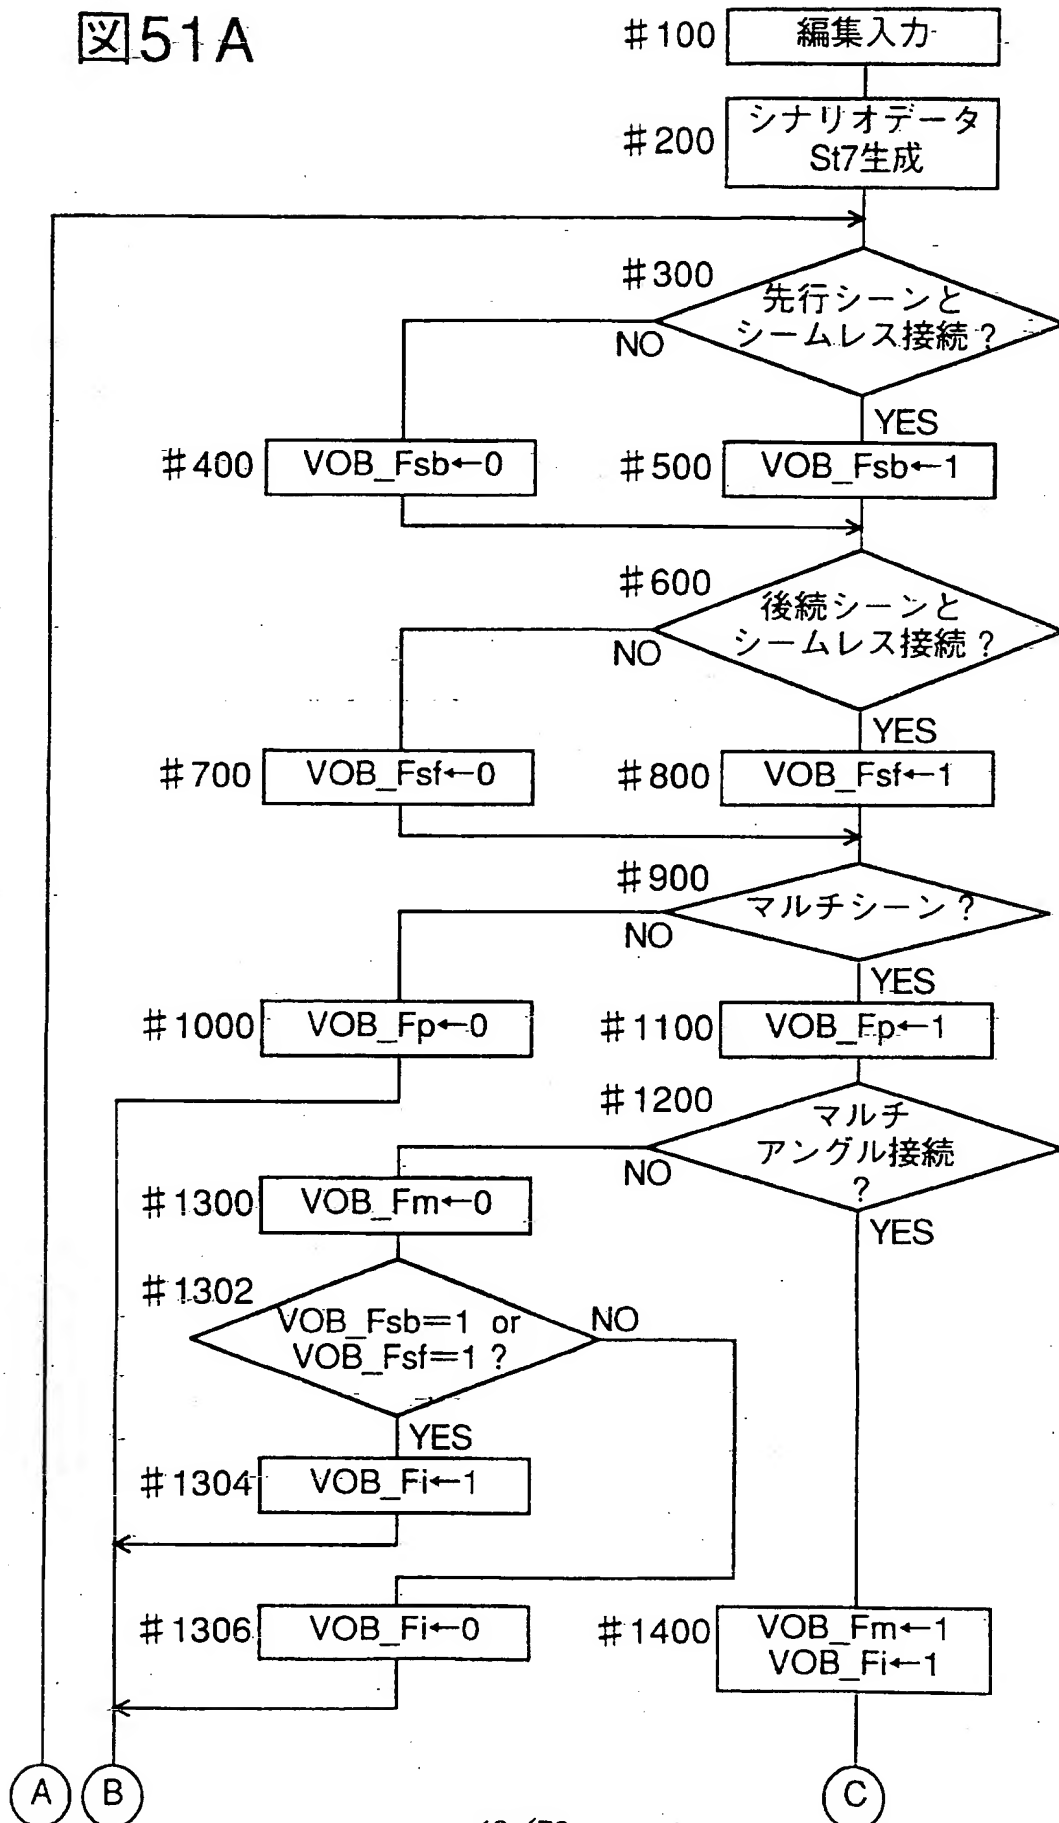 図51A
#100 編集入力
#200 シナリオデータ
St7生成
#300 先行シーンと
シームレス接続?
NO
YES
#400 VOB_Fsb←0
#500 VOB_Fsb←1
#600 後続シーンと
シームレス接続?
NO
YES
#700 VOB_Fsf←0
#800 VOB_Fsf←1
#900 マルチシーン?
NO
YES
#1000 VOB_Fp←0
#1100 VOB_Fp←1
#1200 マルチ
アングル接続
?
NO
YES
#1300 VOB_Fm←0
#1302 VOB_Fsb=1 or
VOB_Fsf=1?
NO
YES
#1304 VOB_Fi←1
#1306 VOB_Fi←0
#1400 VOB_Fm←1
VOB_Fi←1
A
B
C